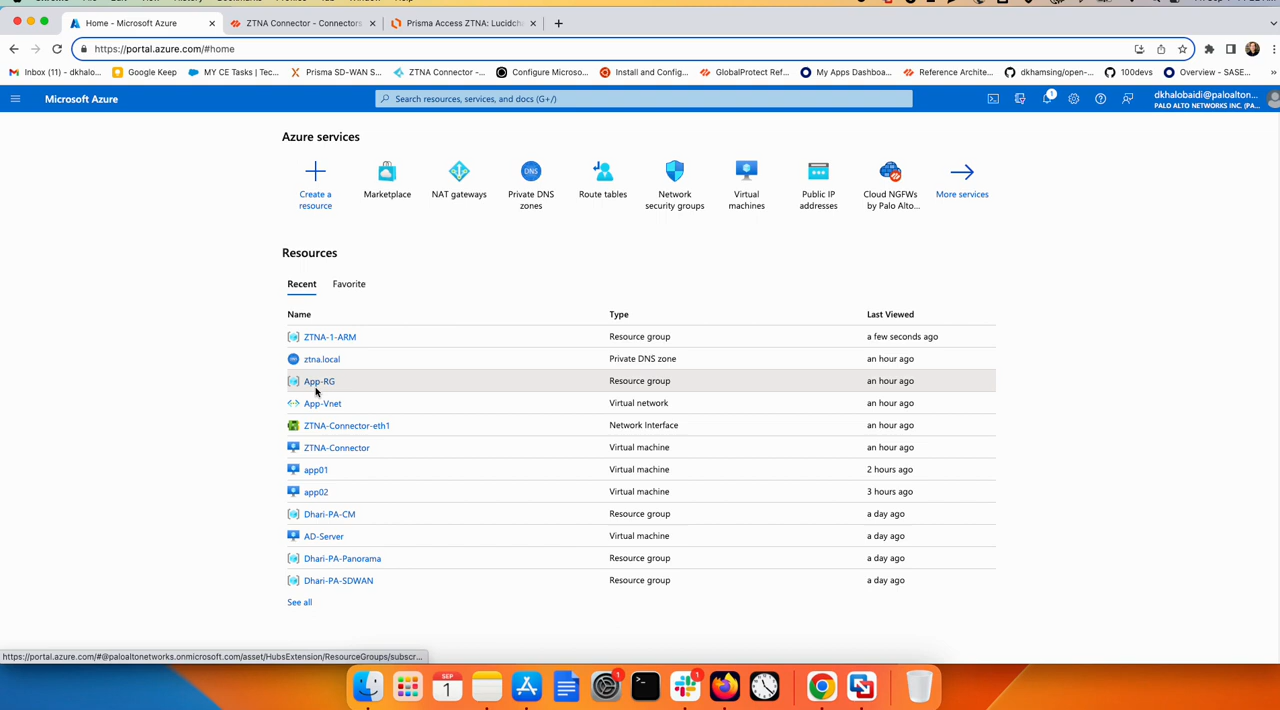 Home - Microsoft Azure
ZTNA Connector - Connectors
Prisma Access ZTNA: Lucidch
https://portal.azure.com/#home
Inbox (11) - dkhalo...
Google Keep
MY CE Tasks | Tec...
Prisma SD-WAN S...
ZTNA Connector -...
Configure Microso...
Install and Config...
GlobalProtect Ref...
My Apps Dashboa...
Reference Archite...
dkhamsing/open-...
100devs
Overview - SASE...
Microsoft Azure
Search resources, services, and docs (G+/)
1
dkhalobaidi@paloalton...
PALO ALTO NETWORKS INC. (PA...
Azure services
Create a resource
Marketplace
NAT gateways
DNS
Private DNS zones
Route tables
Network security groups
Virtual machines
Public IP addresses
Cloud NGFWs by Palo Alto...
More services
Resources
Recent
Favorite
Name Type Last Viewed
ZTNA-1-ARM Resource group a few seconds ago
ztna.local Private DNS zone an hour ago
App-RG Resource group an hour ago
App-Vnet Virtual network an hour ago
ZTNA-Connector-eth1 Network Interface an hour ago
ZTNA-Connector Virtual machine an hour ago
app01 Virtual machine 2 hours ago
app02 Virtual machine 3 hours ago
Dhari-PA-CM Resource group a day ago
AD-Server Virtual machine a day ago
Dhari-PA-Panorama Resource group a day ago
Dhari-PA-SDWAN Resource group a day ago
See all
https://portal.azure.com/#@paloaltonetworks.onmicrosoft.com/asset/HubsExtension/ResourceGroups/subscr...
SEP
1
1
1